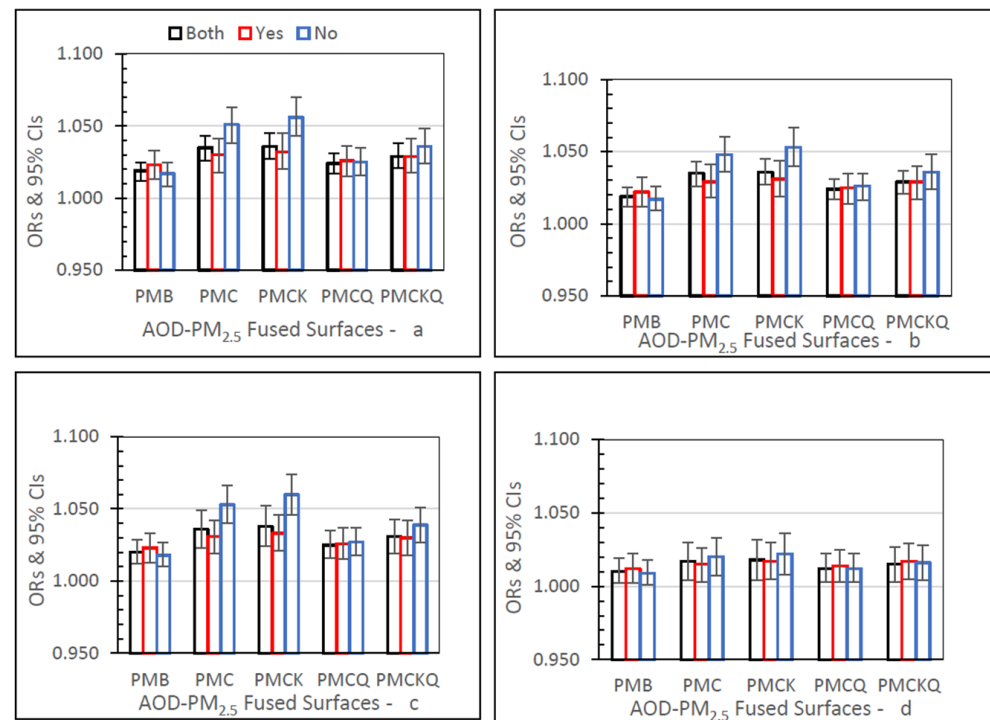 Both Yes No
ORs & 95% CIs
1.100
1.050
1.000
0.950
PMB PMC PMCK PMCQ PMCKQ
AOD-PM2.5 Fused Surfaces - a
ORs & 95% CIs
1.100
1.050
1.000
0.950
PMB PMC PMCK PMCQ PMCKQ
AOD-PM2.5 Fused Surfaces - b
ORs & 95% CIs
1.100
1.050
1.000
0.950
PMB PMC PMCK PMCQ PMCKQ
AOD-PM2.5 Fused Surfaces - c
ORs & 95% CIs
1.100
1.050
1.000
0.950
PMB PMC PMCK PMCQ PMCKQ
AOD-PM2.5 Fused Surfaces - d